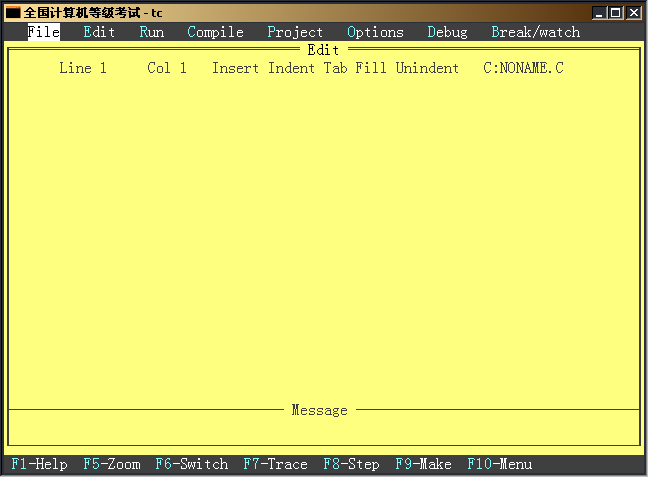 全国计算机等级考试 - tc
File Edit Run Compile Project Options Debug Break/watch
Edit
Line 1 Col 1 Insert Indent Tab Fill Unindent C:NONAME.C
Message
F1-Help F5-Zoom F6-Switch F7-Trace F8-Step F9-Make F10-Menu